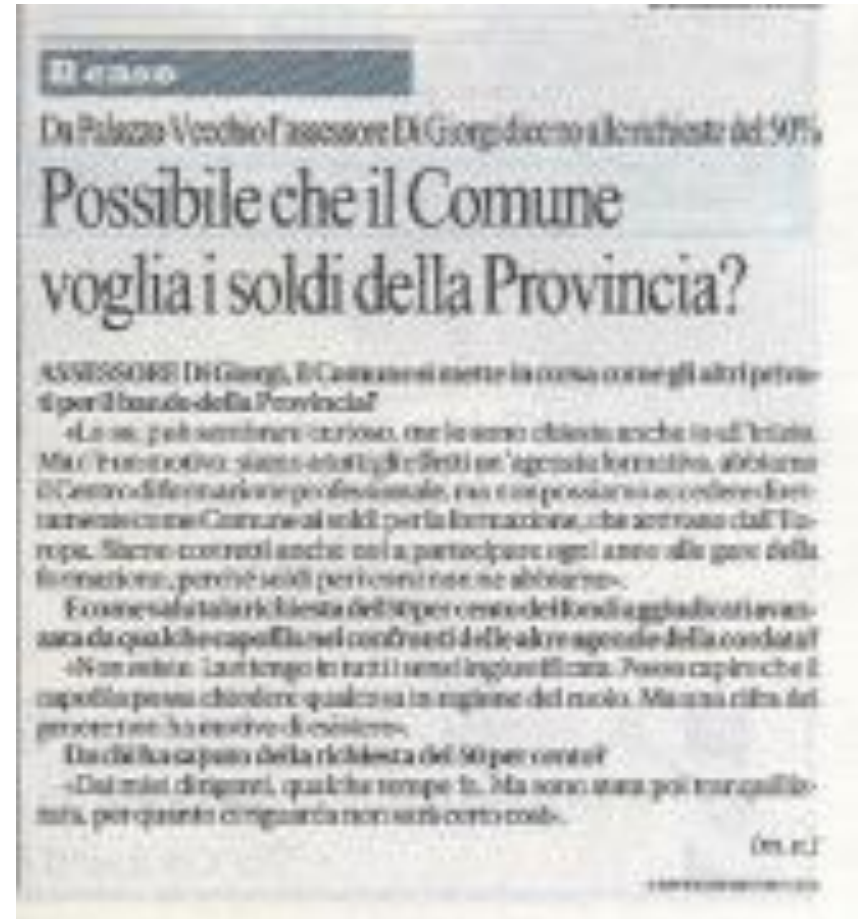 Il caso
Da Palazzo Vecchio l'assessore Di Giorgi dice no alle richieste del 50%
Possibile che il Comune
voglia i soldi della Provincia?
ASSESSORE Di Giorgi, il Comune si mette in corsa come gli altri priva-
ti per il bando della Provincia?
«Lo so, può sembrare curioso, me lo sono chiesta anche io all'inizio.
Ma c'è un motivo: siamo a tutti gli effetti un'agenzia formativa, abbiamo
il Centro di formazione professionale, ma non possiamo accedere diret-
tamente come Comune ai soldi per la formazione, che arrivano dall'Eu-
ropa. Siamo costretti anche noi a partecipare ogni anno alle gare della
formazione, perché soldi per i corsi non ne abbiamo».
E come valuta la richiesta del 50 per cento dei fondi aggiudicati avan-
zata da qualche capofila nei confronti delle altre agenzie della cordata?
«Non esiste. La ritengo in tutti i sensi ingiustificata. Posso capire che il
capofila possa chiedere qualcosa in ragione del ruolo. Ma una cifra del
genere non ha motivo di esistere».
Da chi ha saputo della richiesta del 50 per cento?
«Dai miei dirigenti, qualche tempo fa. Ma sono stata poi tranquilliz-
zata, per quanto ci riguarda non sarà certo così».